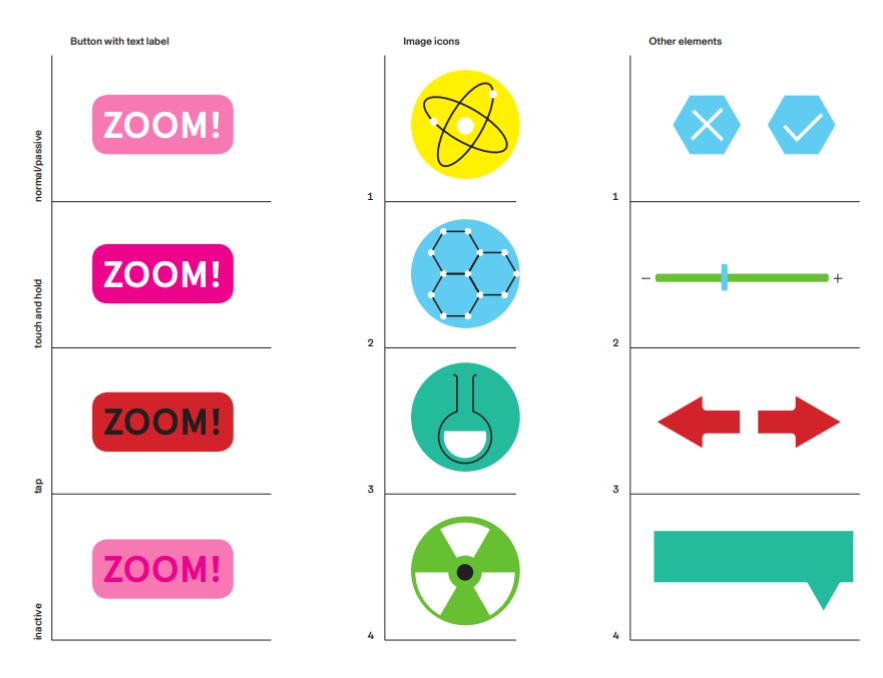 Button with text label
normal/passive
ZOOM!
touch and hold
ZOOM!
tap
ZOOM!
inactive
ZOOM!
Image icons
1
2
3
4
Other elements
1
− +
2
3
4